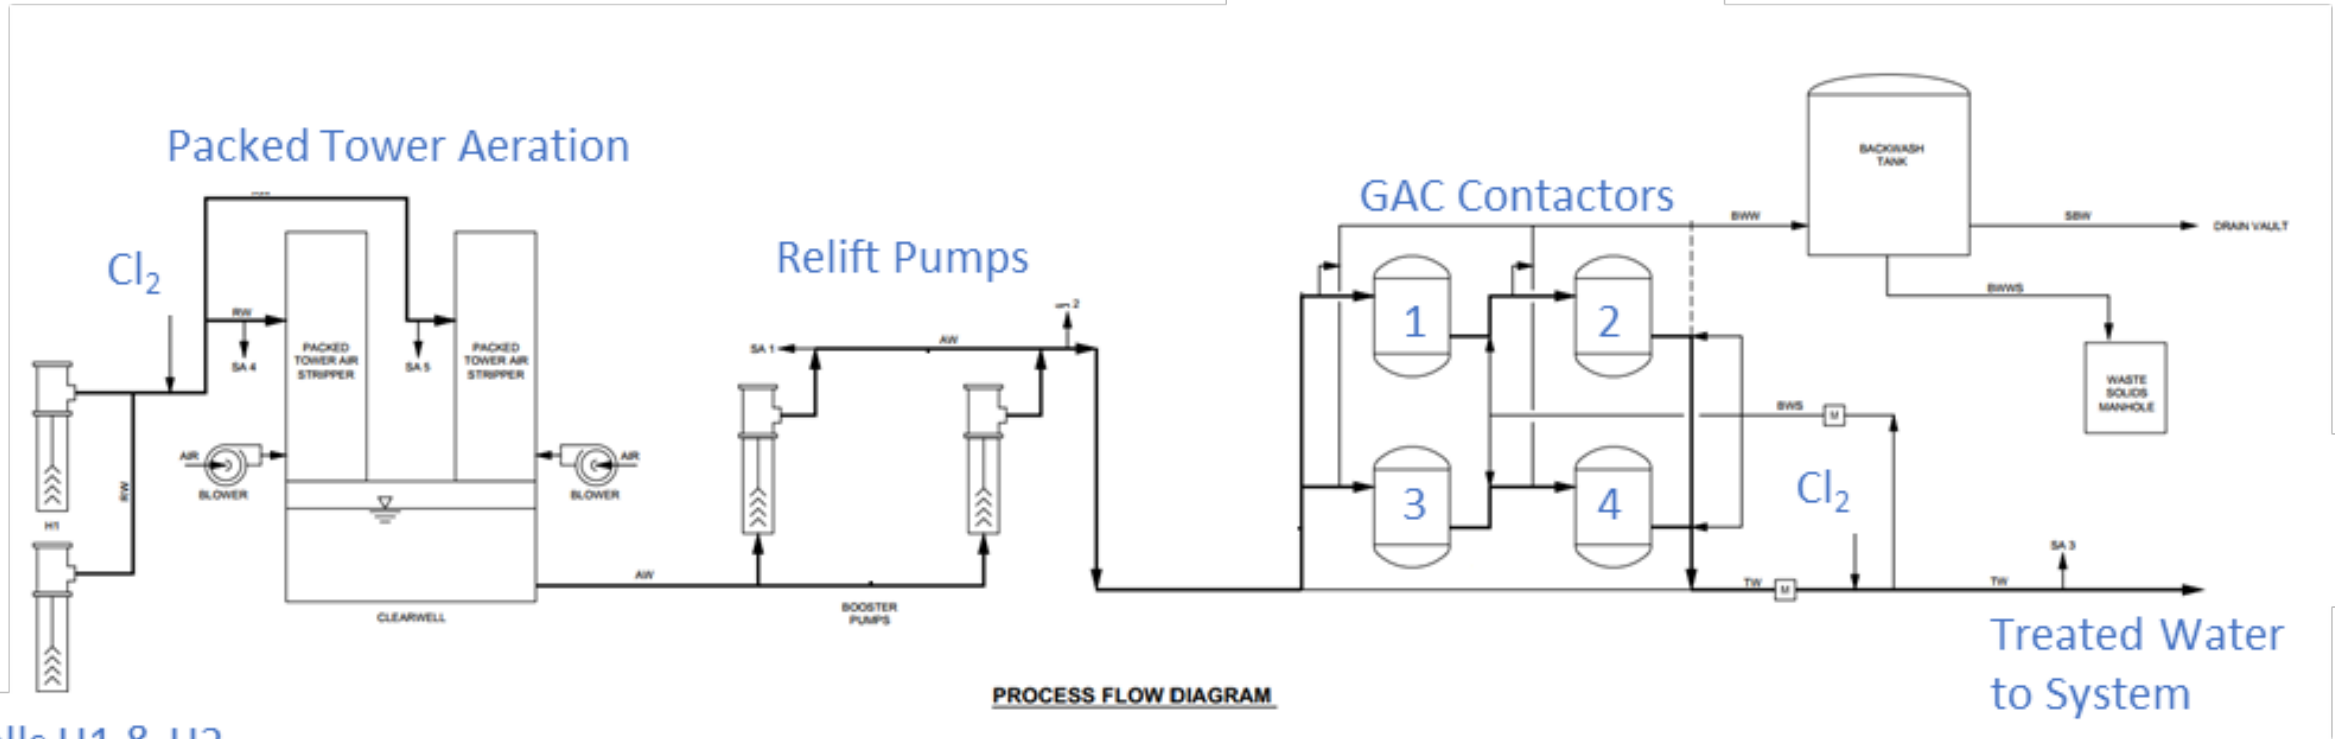 Packed Tower Aeration
Cl2
RW
SA 4
SA 5
PACKED
TOWER AIR
STRIPPER
PACKED
TOWER AIR
STRIPPER
RW
H1
AIR
BLOWER
AIR
BLOWER
CLEARWELL
AW
Relift Pumps
SA 1
AW
2
BOOSTER
PUMPS
GAC Contactors
1
2
3
4
BWW
BACKWASH
TANK
SBW
DRAIN VAULT
BWWS
WASTE
SOLIDS
MANHOLE
BWS
M
Cl2
TW
M
SA 3
TW
Treated Water
to System
PROCESS FLOW DIAGRAM
H1 & H2